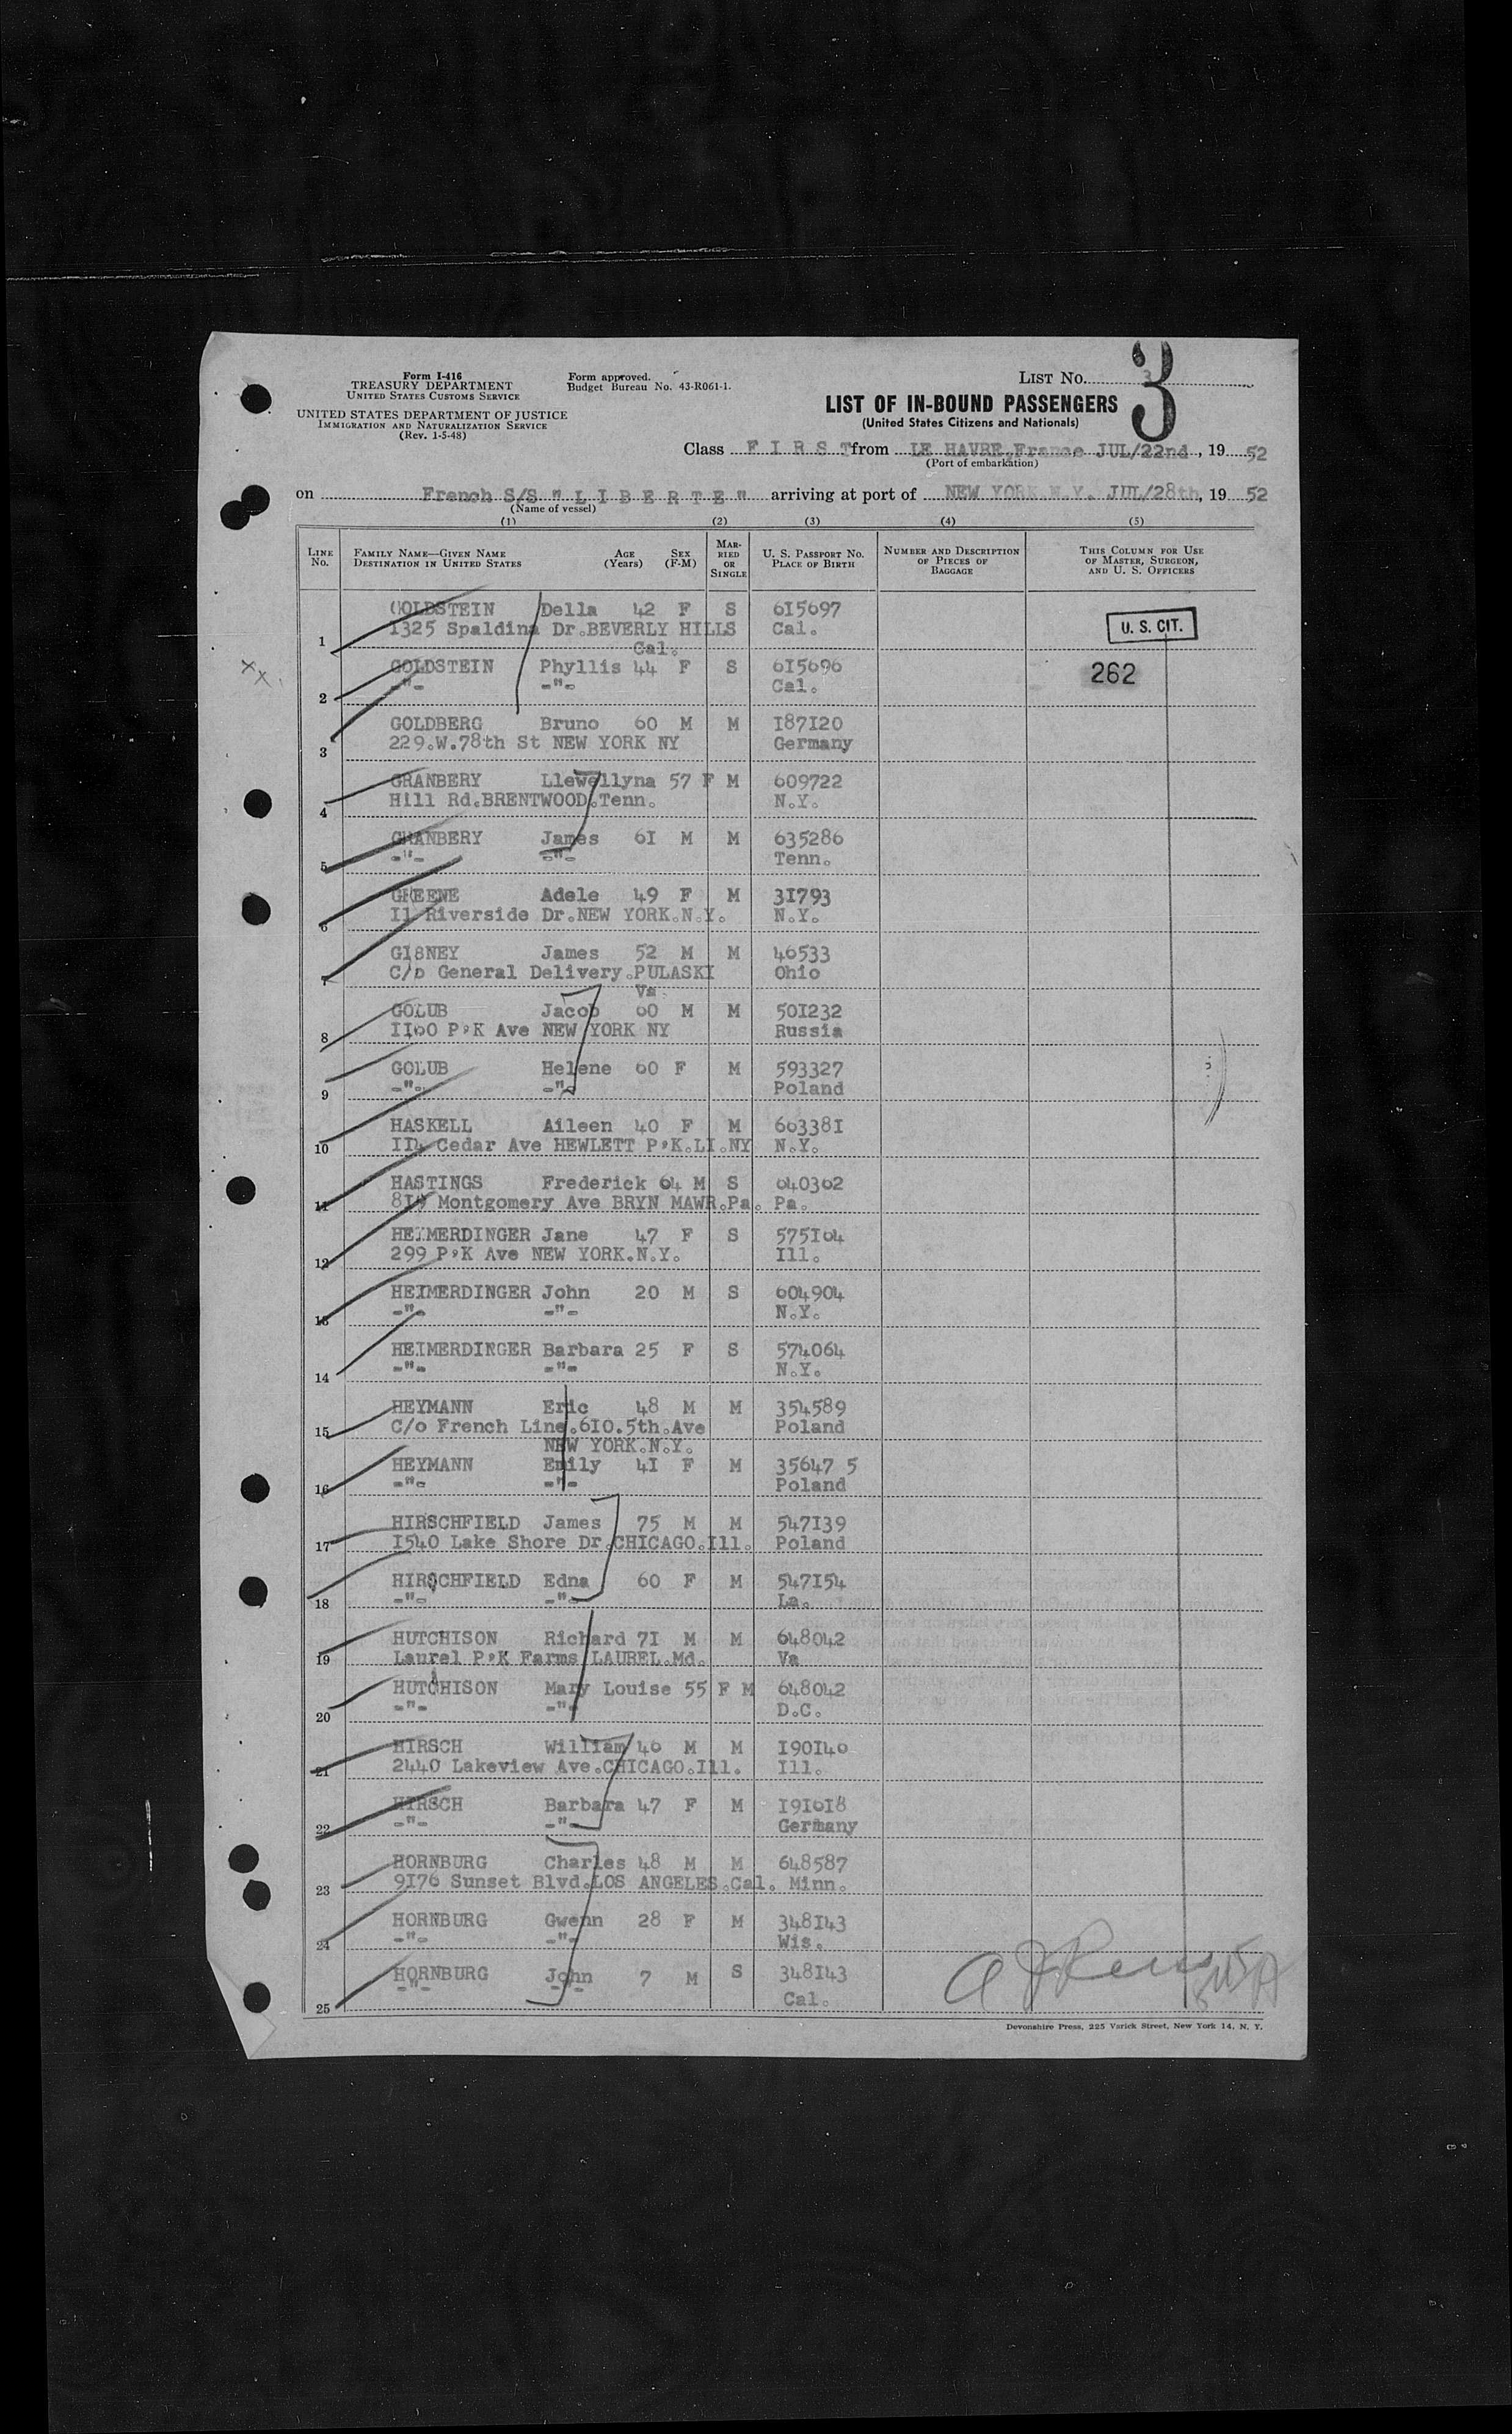 Form I-416
TREASURY DEPARTMENT
UNITED STATES CUSTOMS SERVICE
UNITED STATES DEPARTMENT OF JUSTICE
IMMIGRATION AND NATURALIZATION SERVICE
(Rev. 1-5-48)
Form approved.
Budget Bureau No. 43-R061-1.
LIST No. 3
3
LIST OF IN-BOUND PASSENGERS
(United States Citizens and Nationals)
Class F I R S T from LE HAVRE,France JUL/22nd, 19 52
(Port of embarkation)
on French S/S " L I B E R T E " arriving at port of NEW YORK.N.Y. JUL/28th, 19 52
(Name of vessel)
(1) (2) (3) (4) (5)
LINE No. FAMILY NAME—GIVEN NAME DESTINATION IN UNITED STATES AGE (Years) SEX (F-M) MARRIED OR SINGLE U. S. PASSPORT No. PLACE OF BIRTH NUMBER AND DESCRIPTION OF PIECES OF BAGGAGE THIS COLUMN FOR USE OF MASTER, SURGEON, AND U. S. OFFICERS
GOLDSTEIN Della 42 F S 615697
1 1325 Spaldina Dr.BEVERLY HILLS Cal.
Cal.
U. S. CIT.
GOLDSTEIN Phyllis 44 F S 615696
2 -"- -"- Cal.
262
GOLDBERG Bruno 60 M M 187120
3 229.W.78th St NEW YORK NY Germany
GRANBERY Llewellyna 57 F M 609722
4 Hill Rd.BRENTWOOD.Tenn. N.Y.
GRANBERY James 61 M M 635286
5 -"- -"- Tenn.
GREENE Adele 49 F M 31793
6 11 Riverside Dr.NEW YORK.N.Y. N.Y.
GIBNEY James 52 M M 46533
7 C/o General Delivery.PULASKI Ohio
Va
GOLUB Jacob 60 M M 501232
8 1160 P*K Ave NEW YORK NY Russia
GOLUB Helene 60 F M 593327
9 -"- -"- Poland
HASKELL Aileen 40 F M 603381
10 114 Cedar Ave HEWLETT P*K.LI.NY N.Y.
HASTINGS Frederick 64 M S 640362
11 819 Montgomery Ave BRYN MAWR.Pa. Pa.
HEIMERDINGER Jane 47 F S 575164
12 299 P*K Ave NEW YORK.N.Y. Ill.
HEIMERDINGER John 20 M S 604904
13 -"- -"- N.Y.
HEIMERDINGER Barbara 25 F S 574064
14 -"- -"- N.Y.
HEYMANN Eric 48 M M 354589
15 C/o French Line.610.5th.Ave Poland
NEW YORK.N.Y.
HEYMANN Emily 41 F M 35647 5
16 -"- -"- Poland
HIRSCHFIELD James 75 M M 547139
17 1540 Lake Shore Dr.CHICAGO.Ill. Poland
HIRSCHFIELD Edna 60 F M 547154
18 -"- -"- La.
HUTCHISON Richard 71 M M 648042
19 Laurel P*K Farms LAUREL.Md. Va
HUTCHISON Mary Louise 55 F M 648042
20 -"- -"- D.C.
HIRSCH William 46 M M 190140
21 2440 Lakeview Ave.CHICAGO.Ill. Ill.
HIRSCH Barbara 47 F M 191618
22 -"- -"- Germany
HORNBURG Charles 48 M M 648587
23 9176 Sunset Blvd.LOS ANGELES.Cal. Minn.
HORNBURG Gwenn 28 F M 348143
24 -"- -"- Wis.
HORNBURG John 7 M S 348143
25 -"- -"- Cal.
Devonshire Press, 225 Varick Street, New York 14, N. Y.